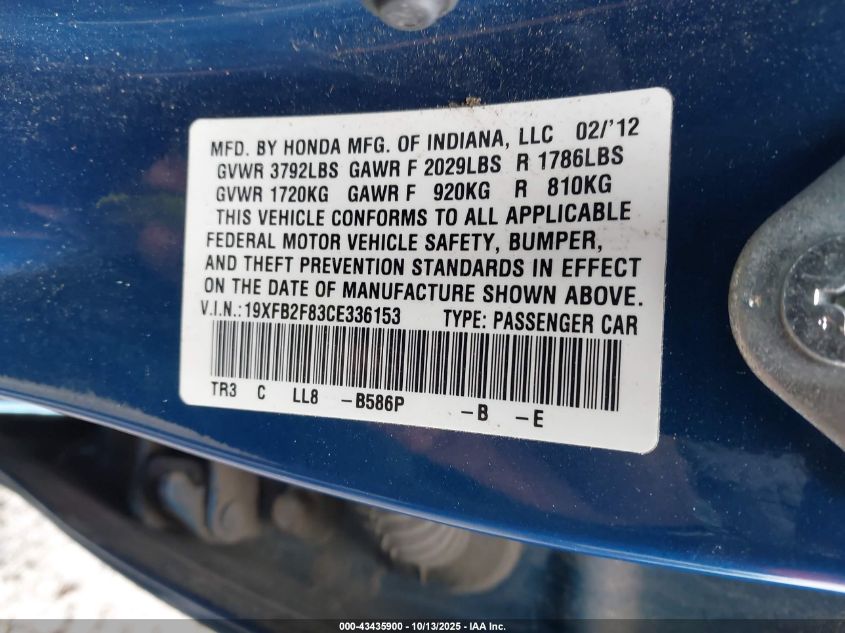 MFD. BY HONDA MFG. OF INDIANA, LLC 02/'12
GVWR 3792LBS GAWR F 2029LBS R 1786LBS
GVWR 1720KG GAWR F 920KG R 810KG
THIS VEHICLE CONFORMS TO ALL APPLICABLE
FEDERAL MOTOR VEHICLE SAFETY, BUMPER,
AND THEFT PREVENTION STANDARDS IN EFFECT
ON THE DATE OF MANUFACTURE SHOWN ABOVE.
V.I.N.: 19XFB2F83CE336153 TYPE: PASSENGER CAR
TR3 C LL8 -B586P -B -E
000-43435900 - 10/13/2025 - IAA Inc.